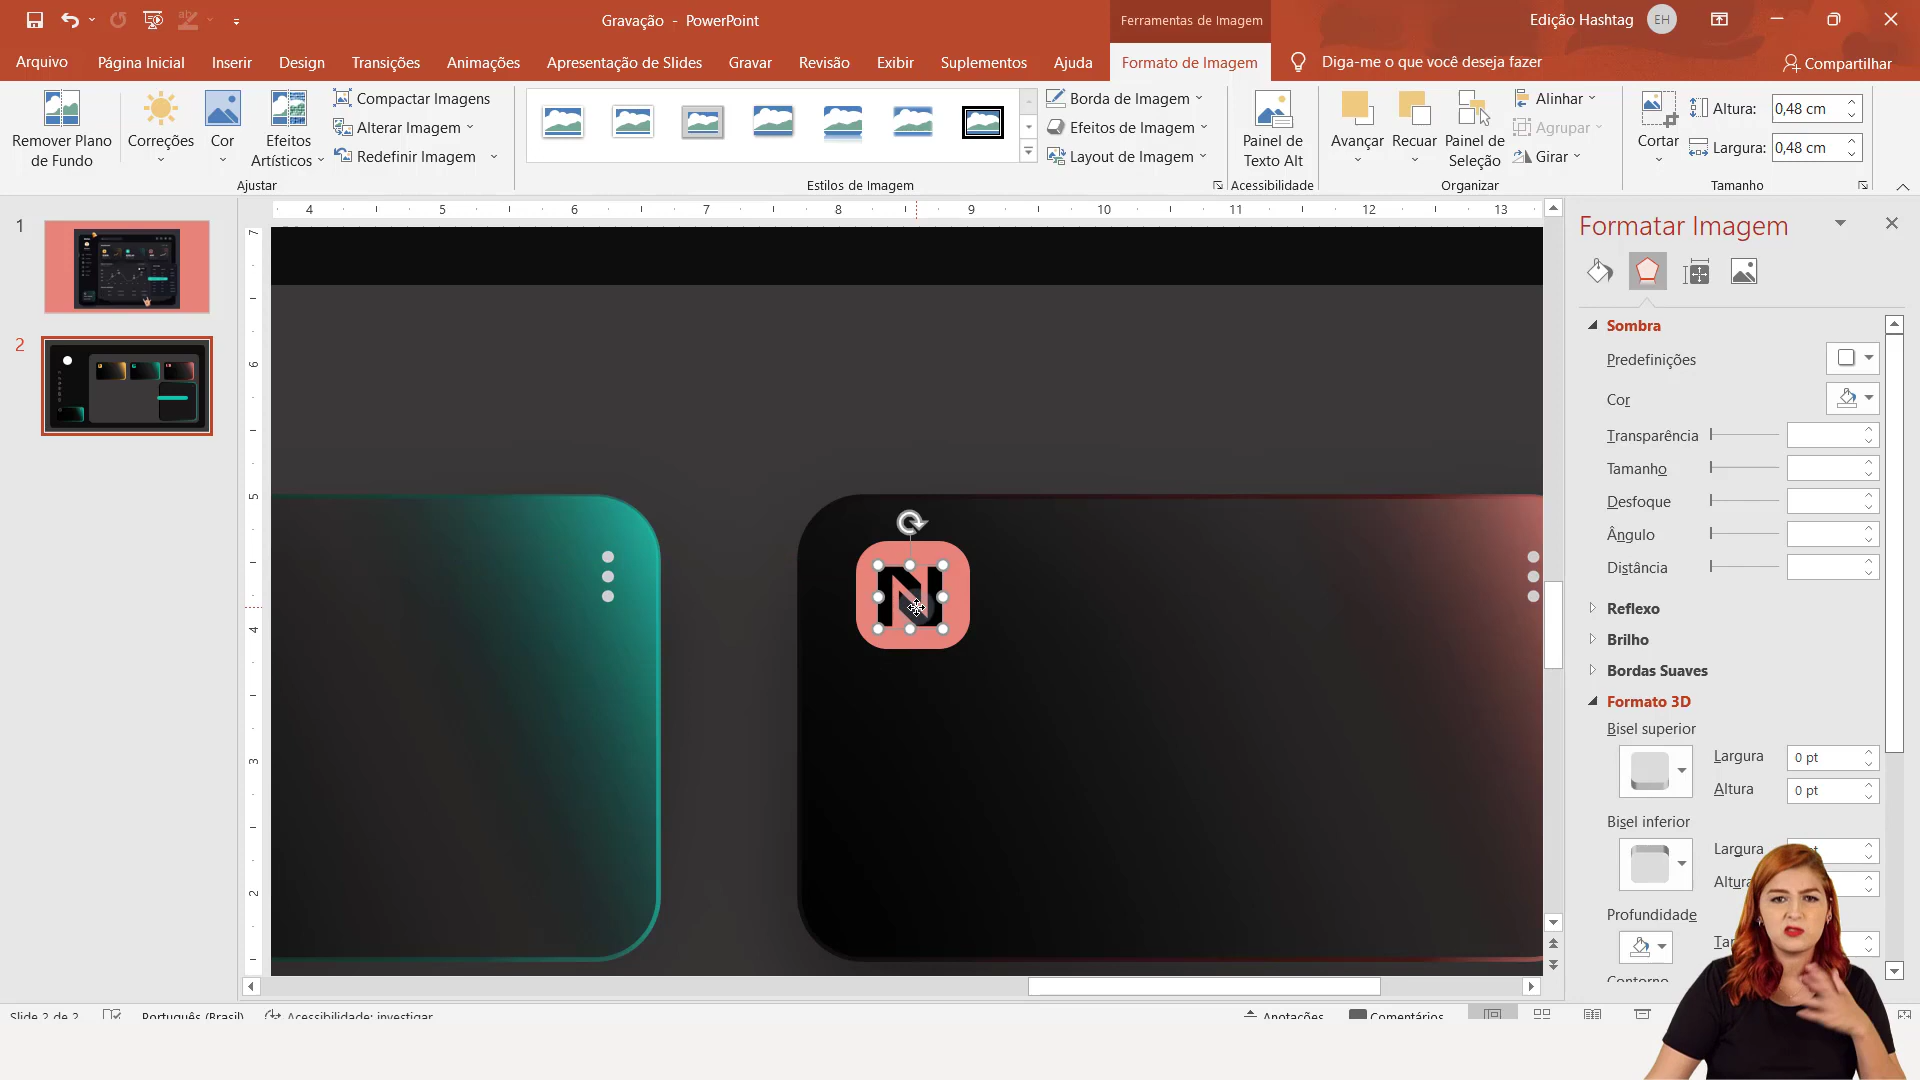 Gravação - PowerPoint
Ferramentas de Imagem
Edição Hashtag
EH
Arquivo
Página Inicial
Inserir
Design
Transições
Animações
Apresentação de Slides
Gravar
Revisão
Exibir
Suplementos
Ajuda
Formato de Imagem
Diga-me o que você deseja fazer
Compartilhar
Remover Plano de Fundo
Correções
Cor
Efeitos Artísticos
Compactar Imagens
Alterar Imagem
Redefinir Imagem
Ajustar
Estilos de Imagem
Borda de Imagem
Efeitos de Imagem
Layout de Imagem
Painel de Texto Alt
Acessibilidade
Avançar
Recuar
Painel de Seleção
Alinhar
Agrupar
Girar
Organizar
Cortar
Altura: 0,48 cm
Largura: 0,48 cm
Tamanho
4 5 6 7 8 9 10 11 12 13
7
6
5
4
3
2
1
2
N
Formatar Imagem
Sombra
Predefinições
Cor
Transparência
Tamanho
Desfoque
Ângulo
Distância
Reflexo
Brilho
Bordas Suaves
Formato 3D
Bisel superior
Largura 0 pt
Altura 0 pt
Bisel inferior
Largura
Profundidade
Contorno
Slide 2 de 2
Português (Brasil)
Acessibilidade: investigar
Anotações
Comentários